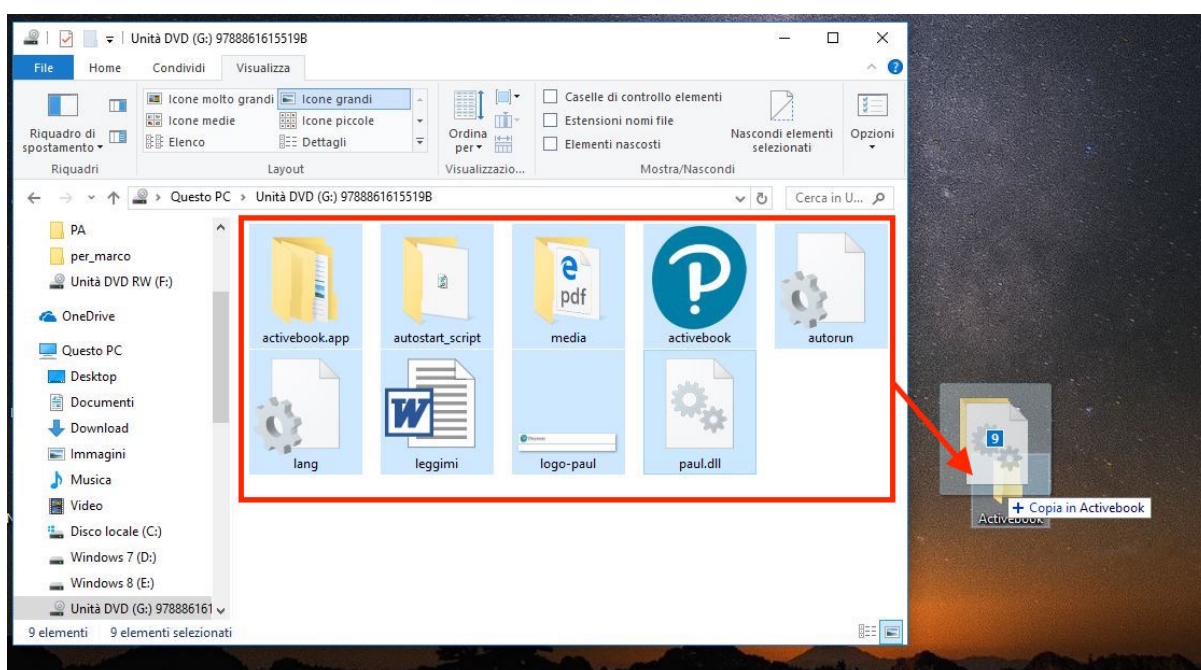 Unità DVD (G:) 9788861615519B
File Home Condividi Visualizza
Riquadro di spostamento
Icone molto grandi Icone grandi
Icone medie Icone piccole
Elenco Dettagli
Ordina per
Caselle di controllo elementi
Estensioni nomi file
Elementi nascosti
Nascondi elementi selezionati
Opzioni
Riquadri Layout Visualizzazio... Mostra/Nascondi
Questo PC > Unità DVD (G:) 9788861615519B
Cerca in U...
PA
per_marco
Unità DVD RW (F:)
OneDrive
Questo PC
Desktop
Documenti
Download
Immagini
Musica
Video
Disco locale (C:)
Windows 7 (D:)
Windows 8 (E:)
Unità DVD (G:) 978886161
e
pdf
activebook.app autostart_script media activebook autorun
W
lang leggimi logo-paul paul.dll
9
+ Copia in Activebook
Activebook
9 elementi 9 elementi selezionati